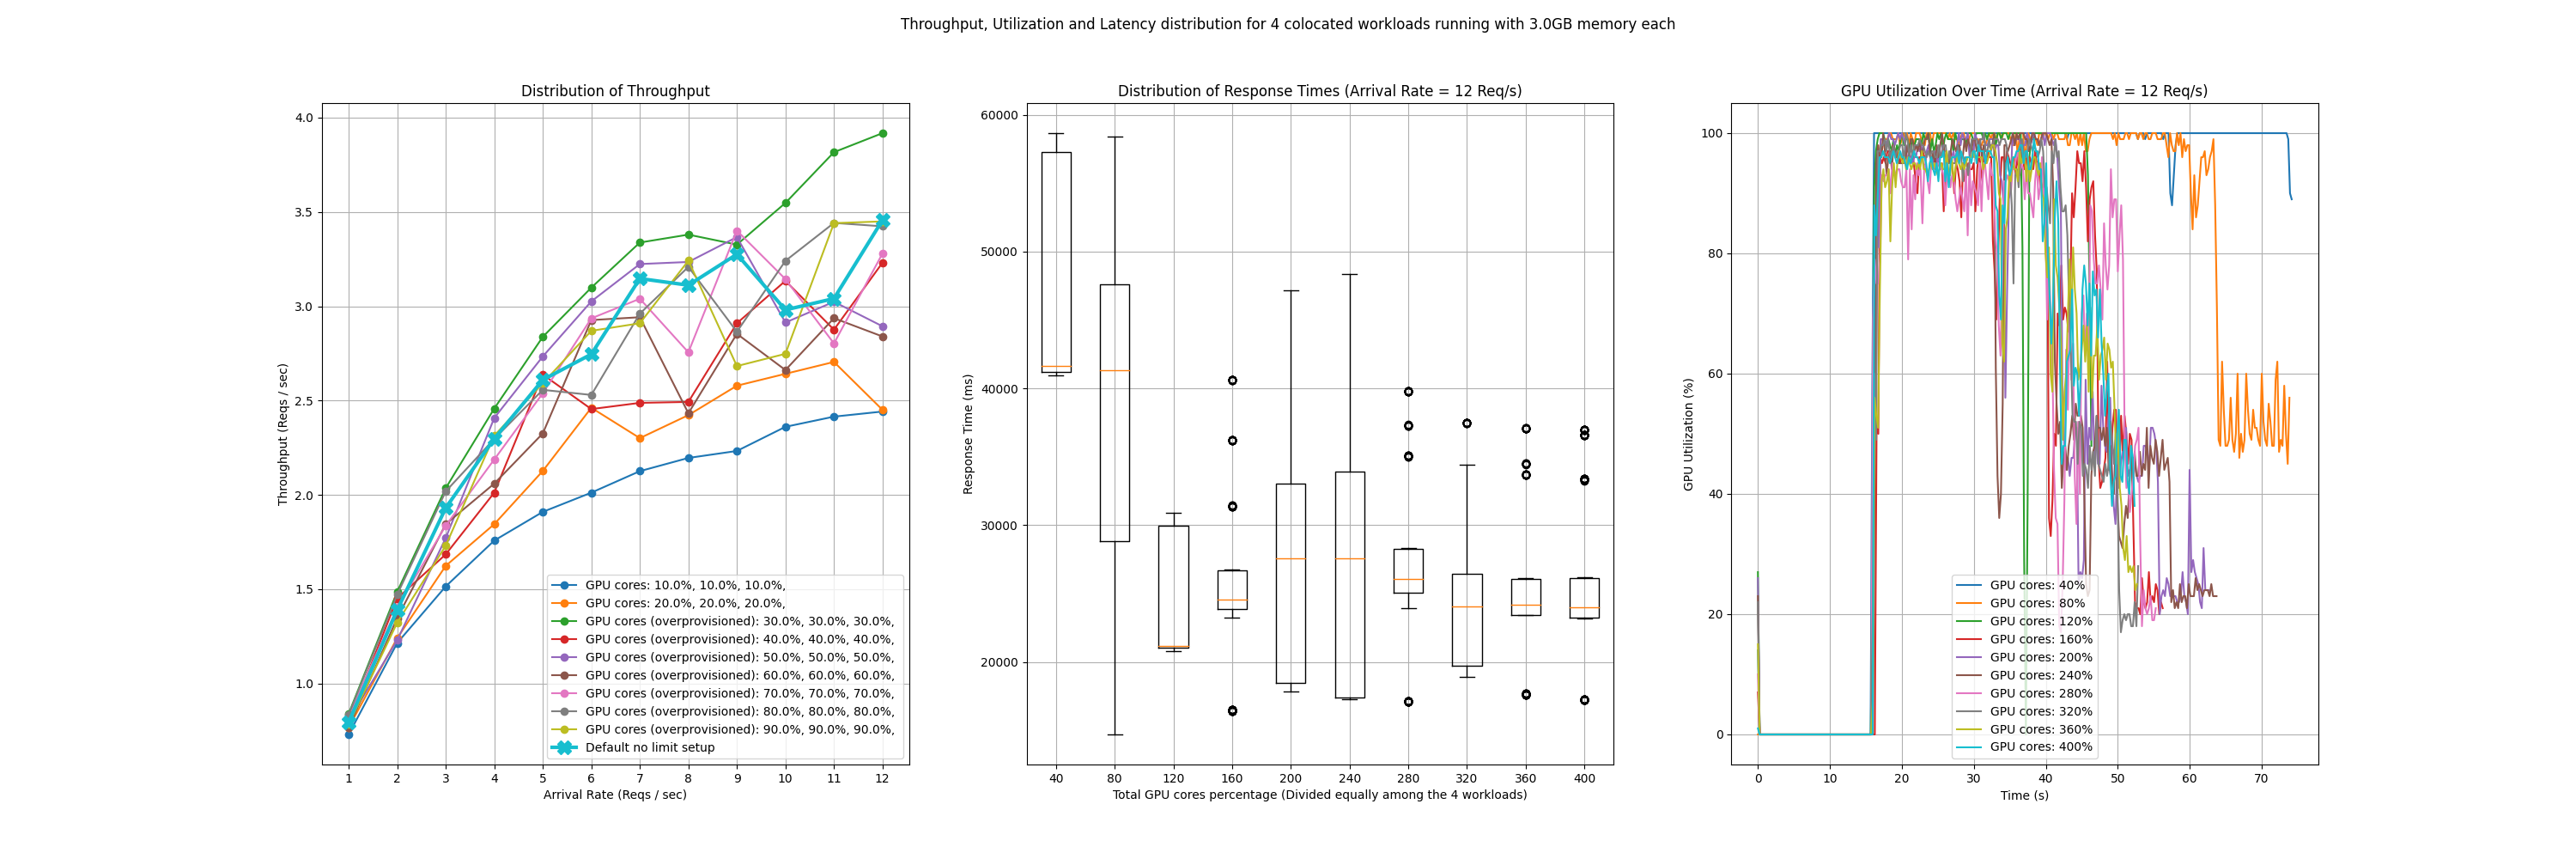 Throughput, Utilization and Latency distribution for 4 colocated workloads running with 3.0GB memory each
Distribution of Throughput
4.0
3.5
3.0
2.5
2.0
1.5
1.0
Throughput (Reqs / sec)
1 2 3 4 5 6 7 8 9 10 11 12
Arrival Rate (Reqs / sec)
GPU cores: 10.0%, 10.0%, 10.0%,
GPU cores: 20.0%, 20.0%, 20.0%,
GPU cores (overprovisioned): 30.0%, 30.0%, 30.0%,
GPU cores (overprovisioned): 40.0%, 40.0%, 40.0%,
GPU cores (overprovisioned): 50.0%, 50.0%, 50.0%,
GPU cores (overprovisioned): 60.0%, 60.0%, 60.0%,
GPU cores (overprovisioned): 70.0%, 70.0%, 70.0%,
GPU cores (overprovisioned): 80.0%, 80.0%, 80.0%,
GPU cores (overprovisioned): 90.0%, 90.0%, 90.0%,
Default no limit setup
Distribution of Response Times (Arrival Rate = 12 Req/s)
60000
50000
40000
30000
20000
Response Time (ms)
40 80 120 160 200 240 280 320 360 400
Total GPU cores percentage (Divided equally among the 4 workloads)
GPU Utilization Over Time (Arrival Rate = 12 Req/s)
100
80
60
40
20
0
GPU Utilization (%)
0 10 20 30 40 50 60 70
Time (s)
GPU cores: 40%
GPU cores: 80%
GPU cores: 120%
GPU cores: 160%
GPU cores: 200%
GPU cores: 240%
GPU cores: 280%
GPU cores: 320%
GPU cores: 360%
GPU cores: 400%